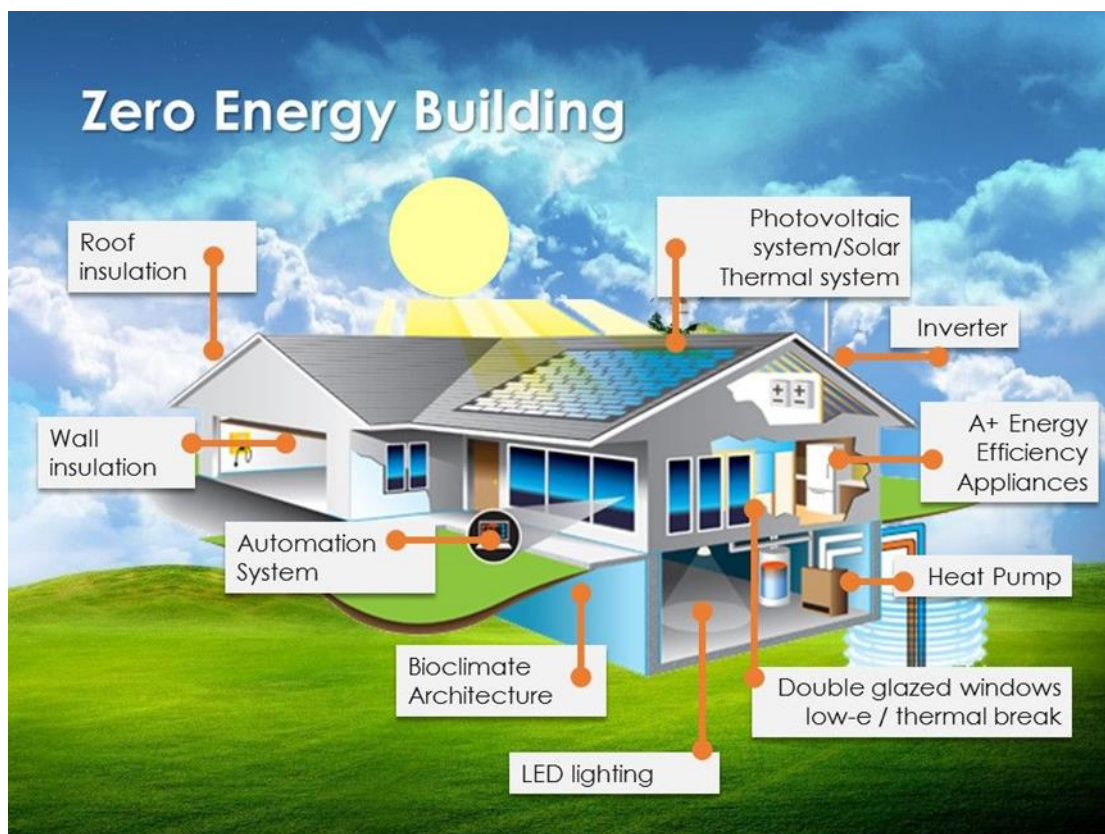 Zero Energy Building
Roof
insulation
Photovoltaic
system/Solar
Thermal system
Inverter
Wall
insulation
A+ Energy
Efficiency
Appliances
Automation
System
Heat Pump
Bioclimate
Architecture
Double glazed windows
low-e / thermal break
LED lighting